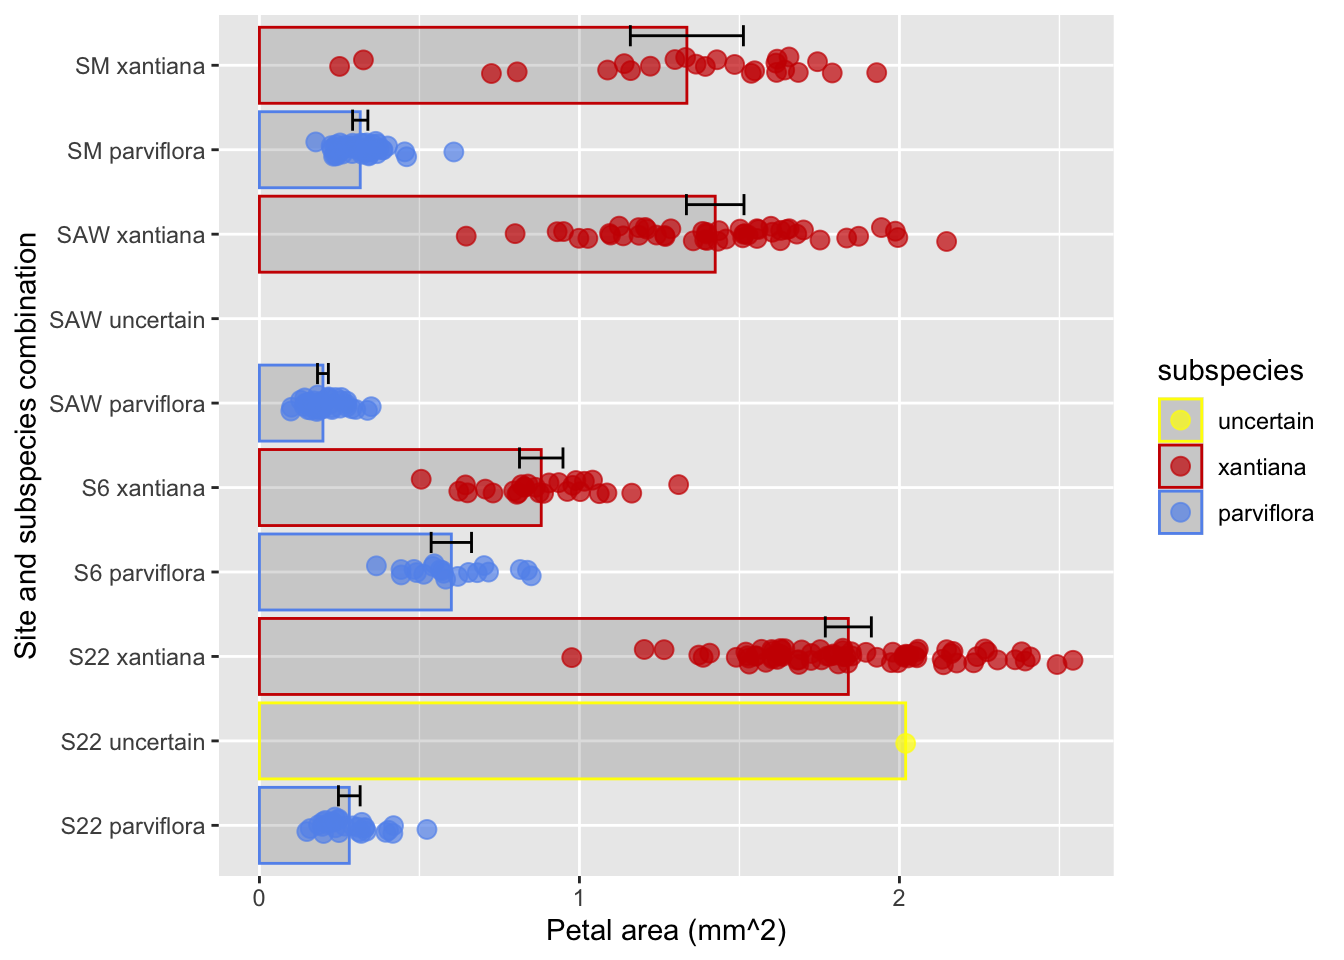 SM xantiana
SM parviflora
SAW xantiana
SAW uncertain
SAW parviflora
S6 xantiana
S6 parviflora
S22 xantiana
S22 uncertain
S22 parviflora
Site and subspecies combination
0 1 2
Petal area (mm^2)
subspecies
uncertain
xantiana
parviflora